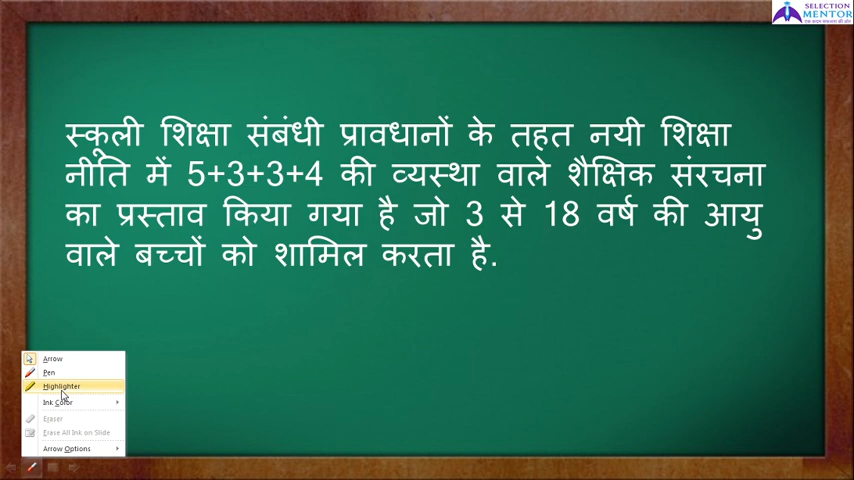 SELECTION
MENTOR
स्कूली शिक्षा संबंधी प्रावधानों के तहत नयी शिक्षा
नीति में 5+3+3+4 की व्यस्था वाले शैक्षिक संरचना
का प्रस्ताव किया गया है जो 3 से 18 वर्ष की आयु
वाले बच्चों को शामिल करता है.
Arrow
Pen
Highlighter
Ink Color
Eraser
Erase All Ink on Slide
Arrow Options